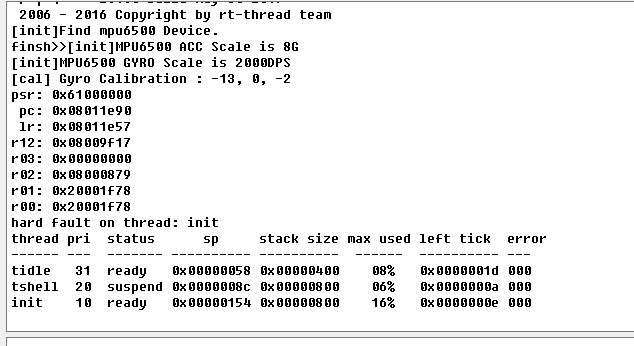 2006 - 2016 Copyright by rt-thread team
[init]Find mpu6500 Device.
finsh>>[init]MPU6500 ACC Scale is 8G
[init]MPU6500 GYRO Scale is 2000DPS
[cal] Gyro Calibration : -13, 0, -2
psr: 0x61000000
pc: 0x08011e90
lr: 0x08011e57
r12: 0x08009f17
r03: 0x00000000
r02: 0x08000879
r01: 0x20001f78
r00: 0x20001f78
hard fault on thread: init
thread pri  status      sp     stack size max used left tick  error
------ ---  ------- ---------- ----------  ------  ---------- ---
tidle   31  ready   0x00000058 0x00000400    08%   0x0000001d 000
tshell  20  suspend 0x0000008c 0x00000800    06%   0x0000000a 000
init    10  ready   0x00000154 0x00000800    16%   0x0000000e 000